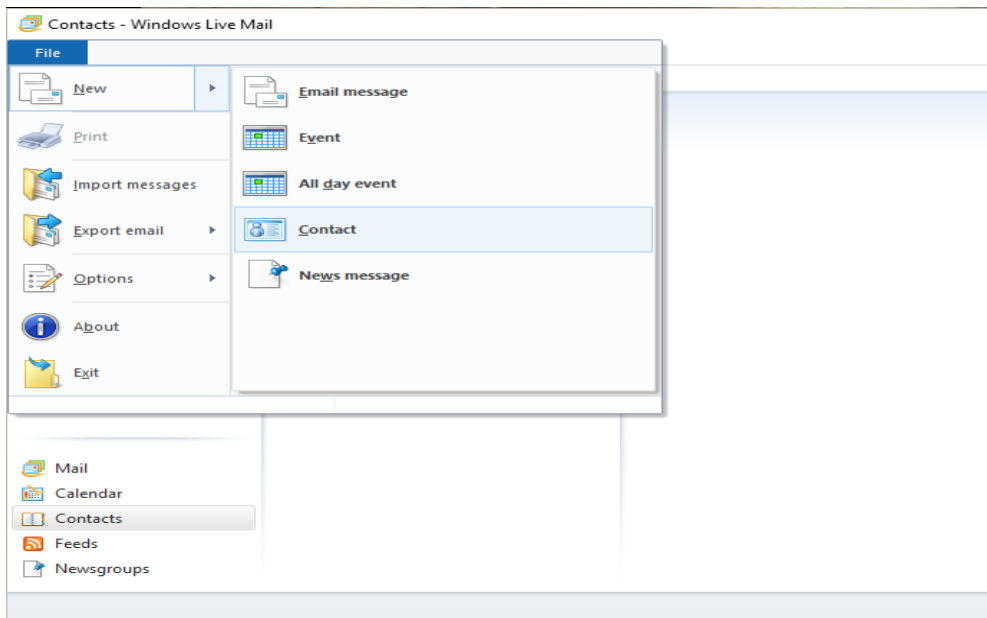 Contacts - Windows Live Mail
File
New
Print
Import messages
Export email
Options
About
Exit
Email message
Event
All day event
Contact
News message
Mail
Calendar
Contacts
Feeds
Newsgroups